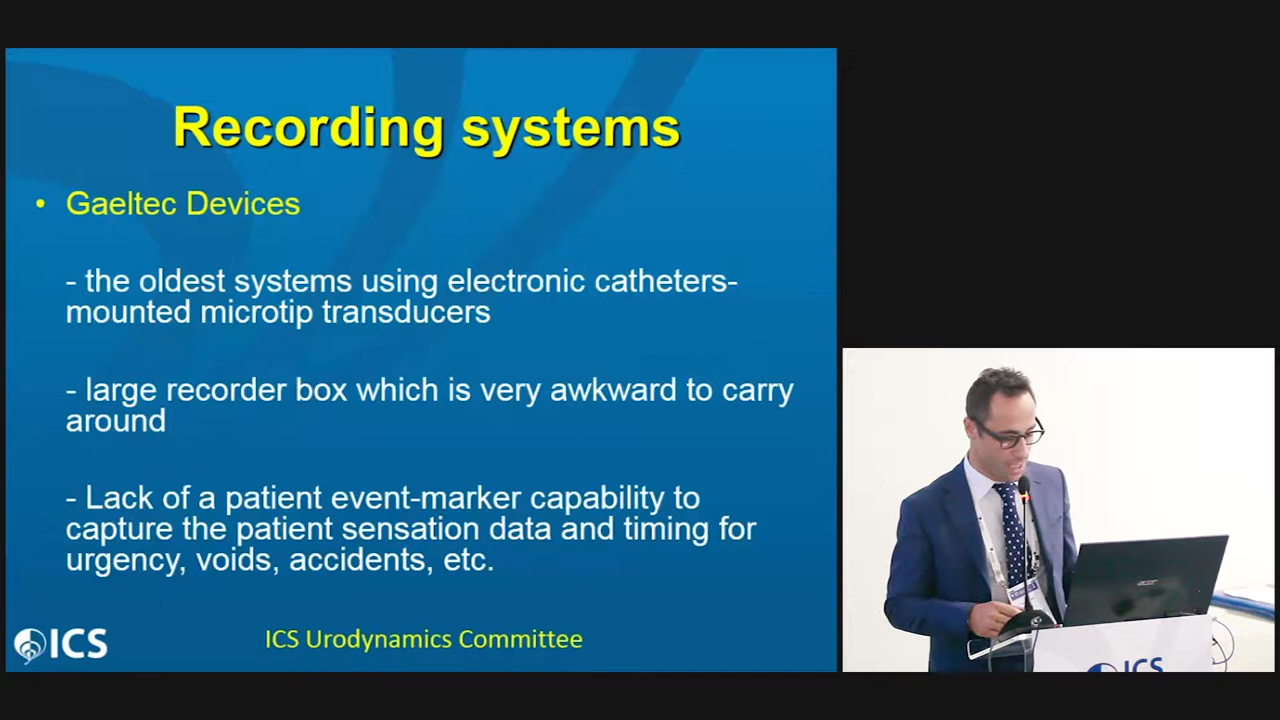 Recording systems
• Gaeltec Devices
- the oldest systems using electronic catheters-
mounted microtip transducers
- large recorder box which is very awkward to carry
around
- Lack of a patient event-marker capability to
capture the patient sensation data and timing for
urgency, voids, accidents, etc.
ICS
ICS Urodynamics Committee
acer
ICS